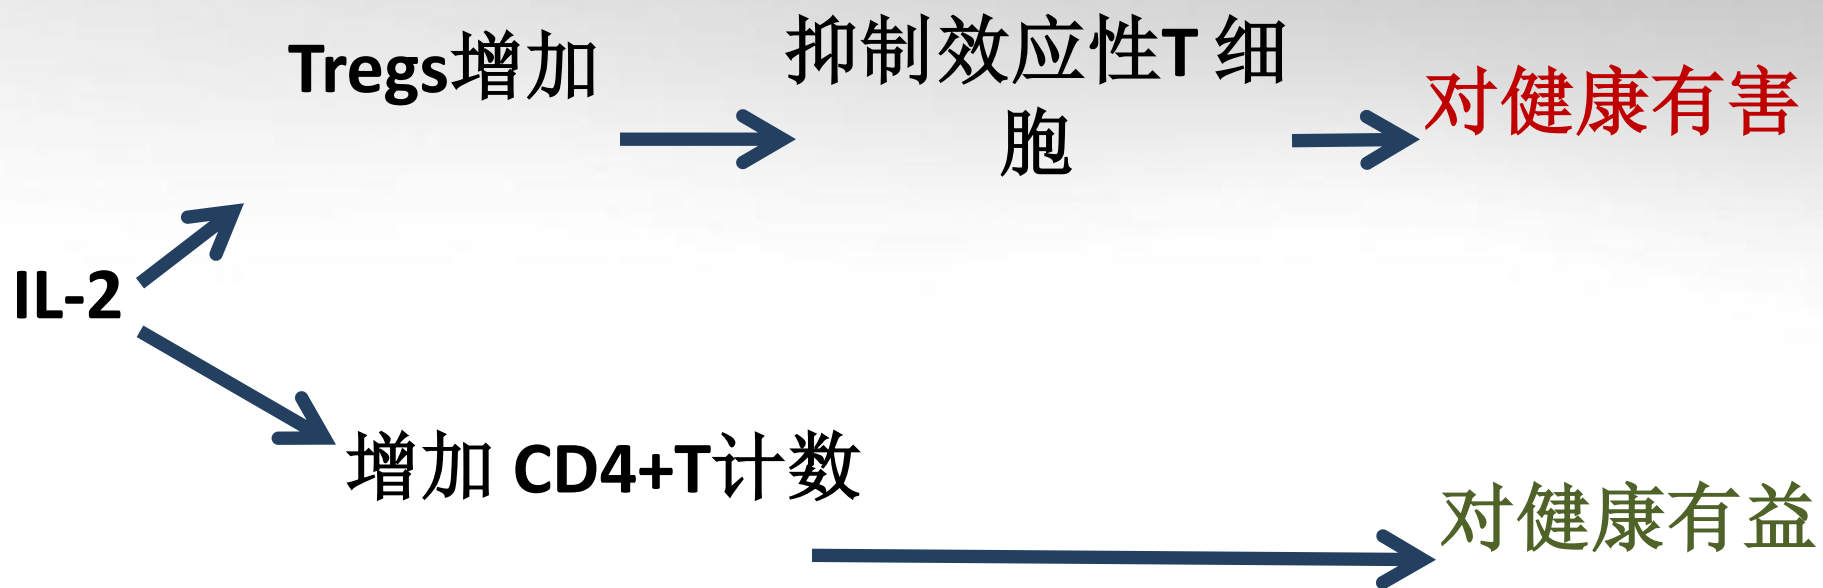 Tregs增加
抑制效应性T 细
胞
对健康有害
IL-2
增加 CD4+T计数
对健康有益